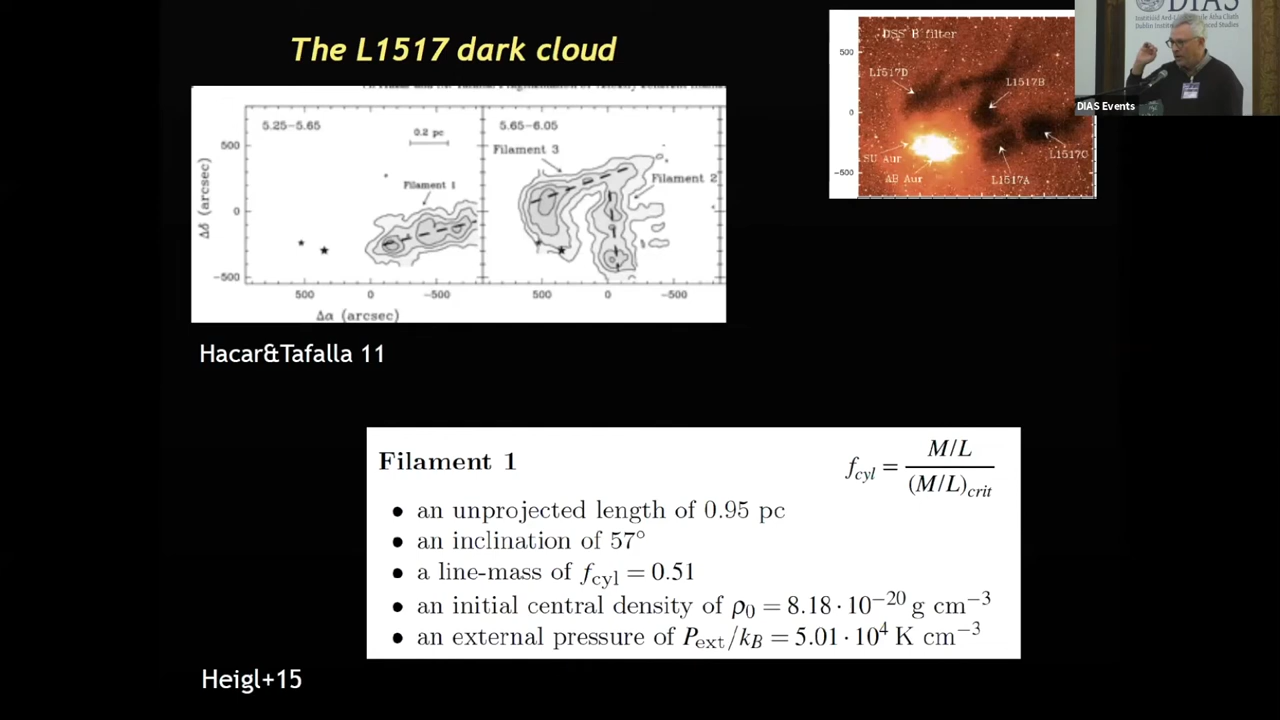 The L1517 dark cloud
5.25−5.65
0.2 pc
Filament 1
5.65−6.05
Filament 3
Filament 2
Δδ (arcsec)
500
0
−500
500
0
−500
500
0
−500
Δα (arcsec)
Hacar&Tafalla 11
DSS B filter
500
0
-500
L1517D
L1517B
SU Aur
AB Aur
L1517A
L1517C
DIAS
DIAS Events
Filament 1
f_cyl = M/L / (M/L)_crit
• an unprojected length of 0.95 pc
• an inclination of 57°
• a line-mass of f_cyl = 0.51
• an initial central density of ρ₀ = 8.18 · 10⁻²⁰ g cm⁻³
• an external pressure of P_ext/k_B = 5.01 · 10⁴ K cm⁻³
Heigl+15